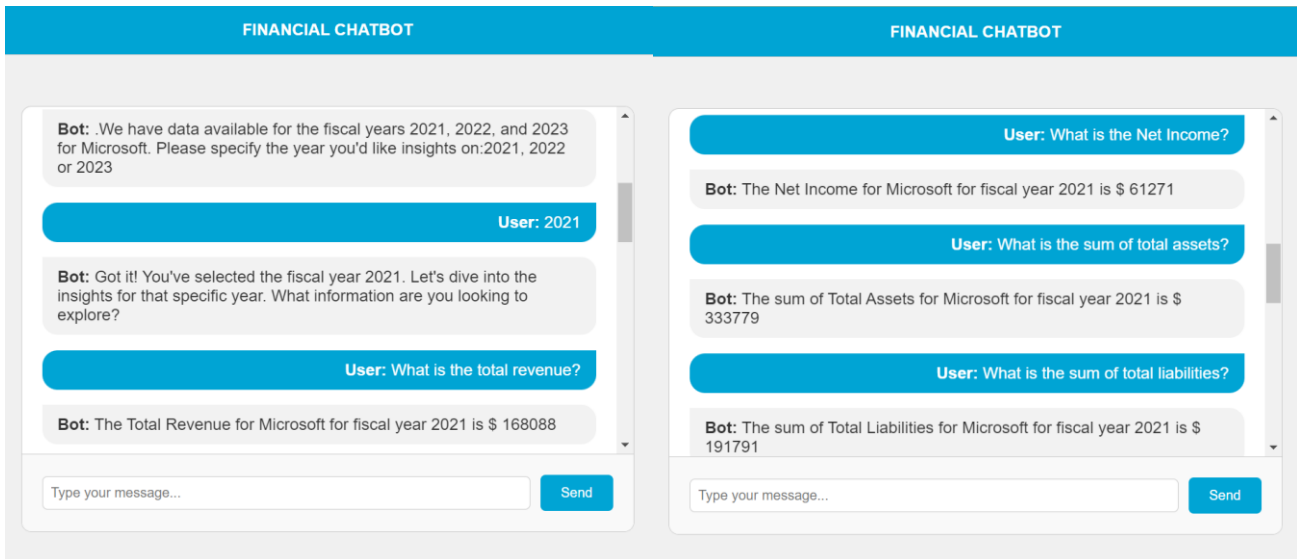 FINANCIAL CHATBOT
Bot: .We have data available for the fiscal years 2021, 2022, and 2023
for Microsoft. Please specify the year you'd like insights on:2021, 2022
or 2023
User: 2021
Bot: Got it! You've selected the fiscal year 2021. Let's dive into the
insights for that specific year. What information are you looking to
explore?
User: What is the total revenue?
Bot: The Total Revenue for Microsoft for fiscal year 2021 is $ 168088
Type your message...
Send
FINANCIAL CHATBOT
User: What is the Net Income?
Bot: The Net Income for Microsoft for fiscal year 2021 is $ 61271
User: What is the sum of total assets?
Bot: The sum of Total Assets for Microsoft for fiscal year 2021 is $
333779
User: What is the sum of total liabilities?
Bot: The sum of Total Liabilities for Microsoft for fiscal year 2021 is $
191791
Type your message...
Send